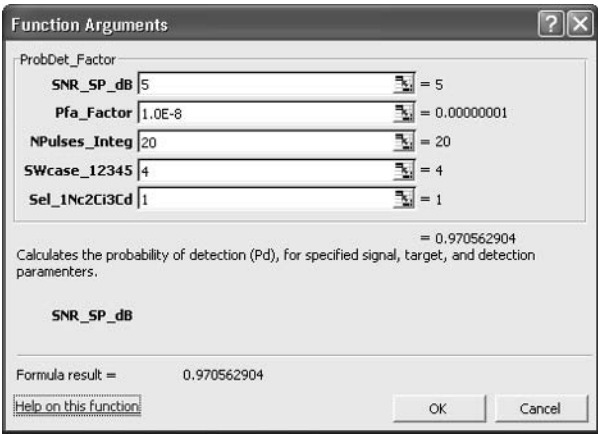 Function Arguments
ProbDet_Factor
SNR_SP_dB 5 = 5
Pfa_Factor 1.0E-8 = 0.00000001
NPulses_Integ 20 = 20
SWcase_12345 4 = 4
Sel_1Nc2Ci3Cd 1 = 1
= 0.970562904
Calculates the probability of detection (Pd), for specified signal, target, and detection
paramenters.
SNR_SP_dB
Formula result = 0.970562904
Help on this function OK Cancel